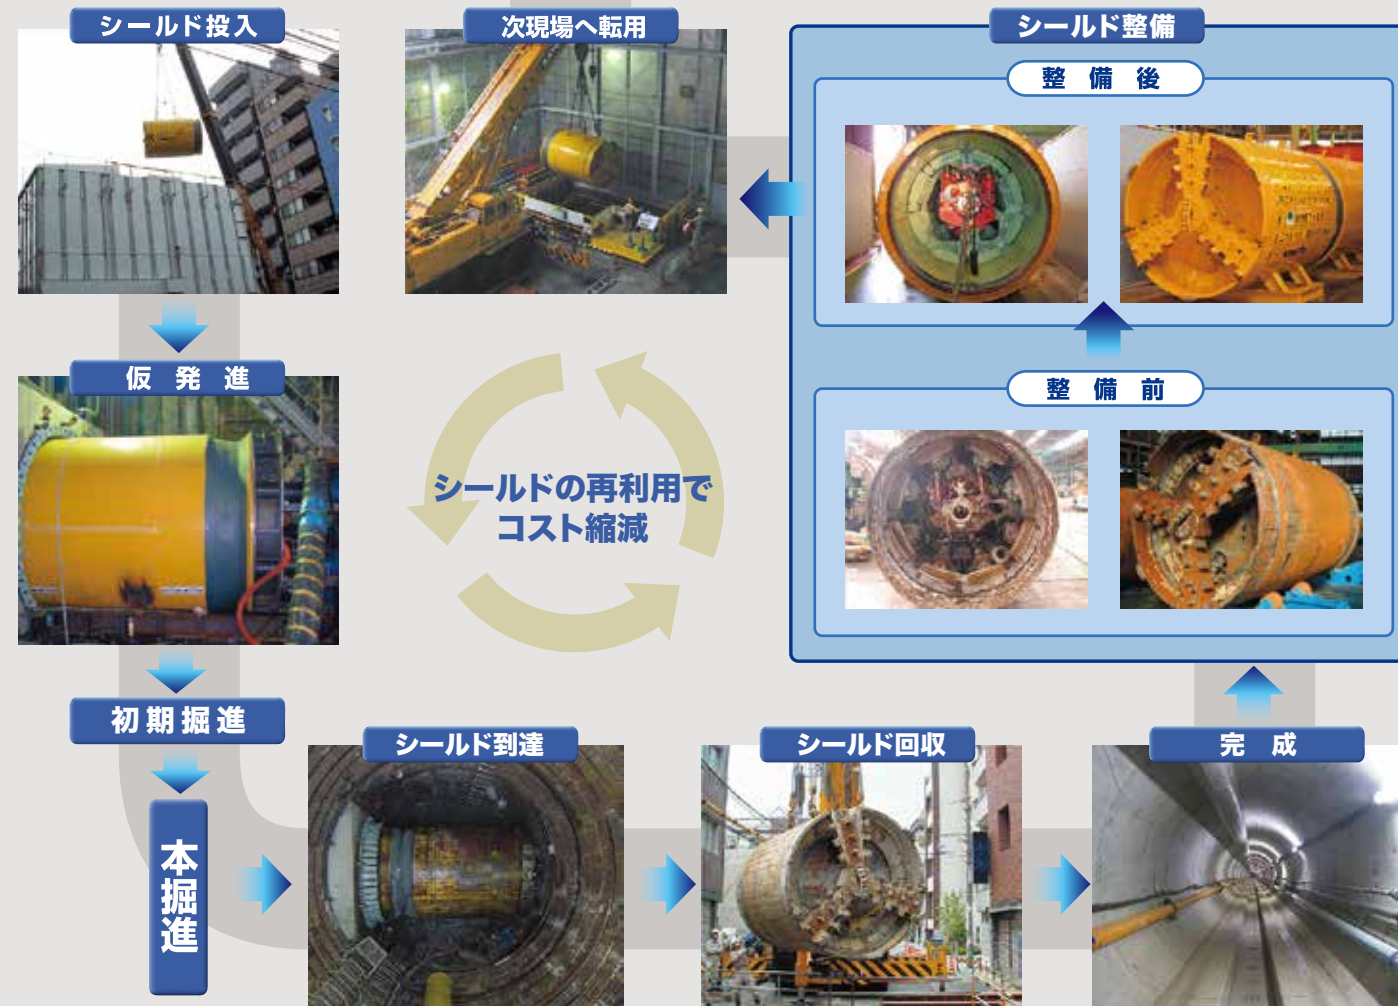 シールド投入
次現場へ転用
シールド整備
整備後
仮発進
整備前
シールドの再利用で
コスト縮減
初期掘進
本掘進
シールド到達
シールド回収
完成